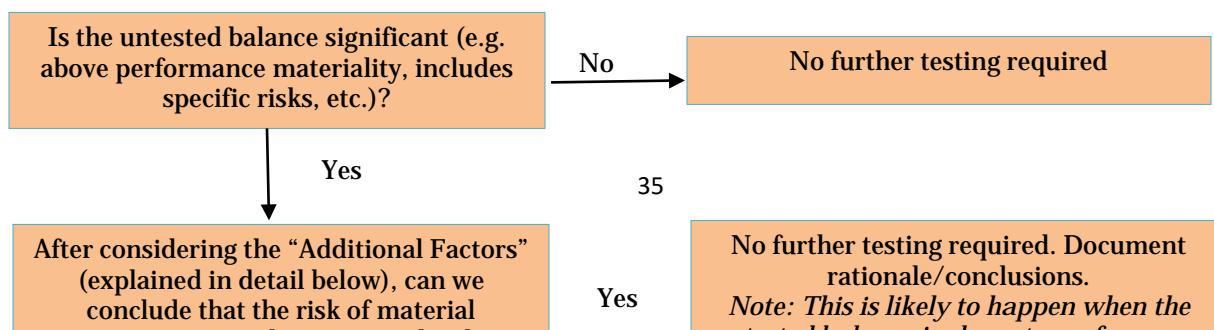 Is the untested balance significant (e.g.
above performance materiality, includes
specific risks, etc.)?
No
No further testing required
Yes
35
After considering the “Additional Factors”
(explained in detail below), can we
conclude that the risk of material
Yes
No further testing required. Document
rationale/conclusions.
Note: This is likely to happen when the